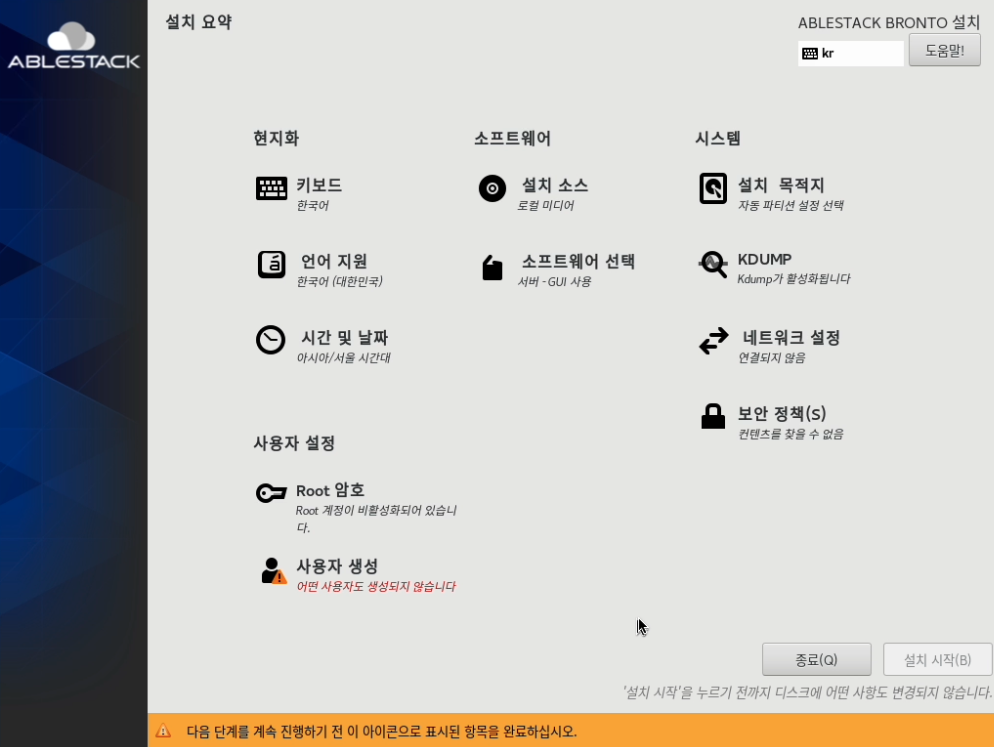 ABLESTACK
설치 요약
ABLESTACK BRONTO 설치
kr
도움말!
현지화
키보드
한국어
언어 지원
한국어 (대한민국)
시간 및 날짜
아시아/서울 시간대
소프트웨어
설치 소스
로컬 미디어
소프트웨어 선택
서버 - GUI 사용
시스템
설치 목적지
자동 파티션 설정 선택
KDUMP
Kdump가 활성화됩니다
네트워크 설정
연결되지 않음
보안 정책(S)
컨텐츠를 찾을 수 없음
사용자 설정
Root 암호
Root 계정이 비활성화되어 있습니
다.
사용자 생성
어떤 사용자도 생성되지 않습니다
종료(Q)
설치 시작(B)
'설치 시작'을 누르기 전까지 디스크에 어떤 사항도 변경되지 않습니다.
다음 단계를 계속 진행하기 전 이 아이콘으로 표시된 항목을 완료하십시오.